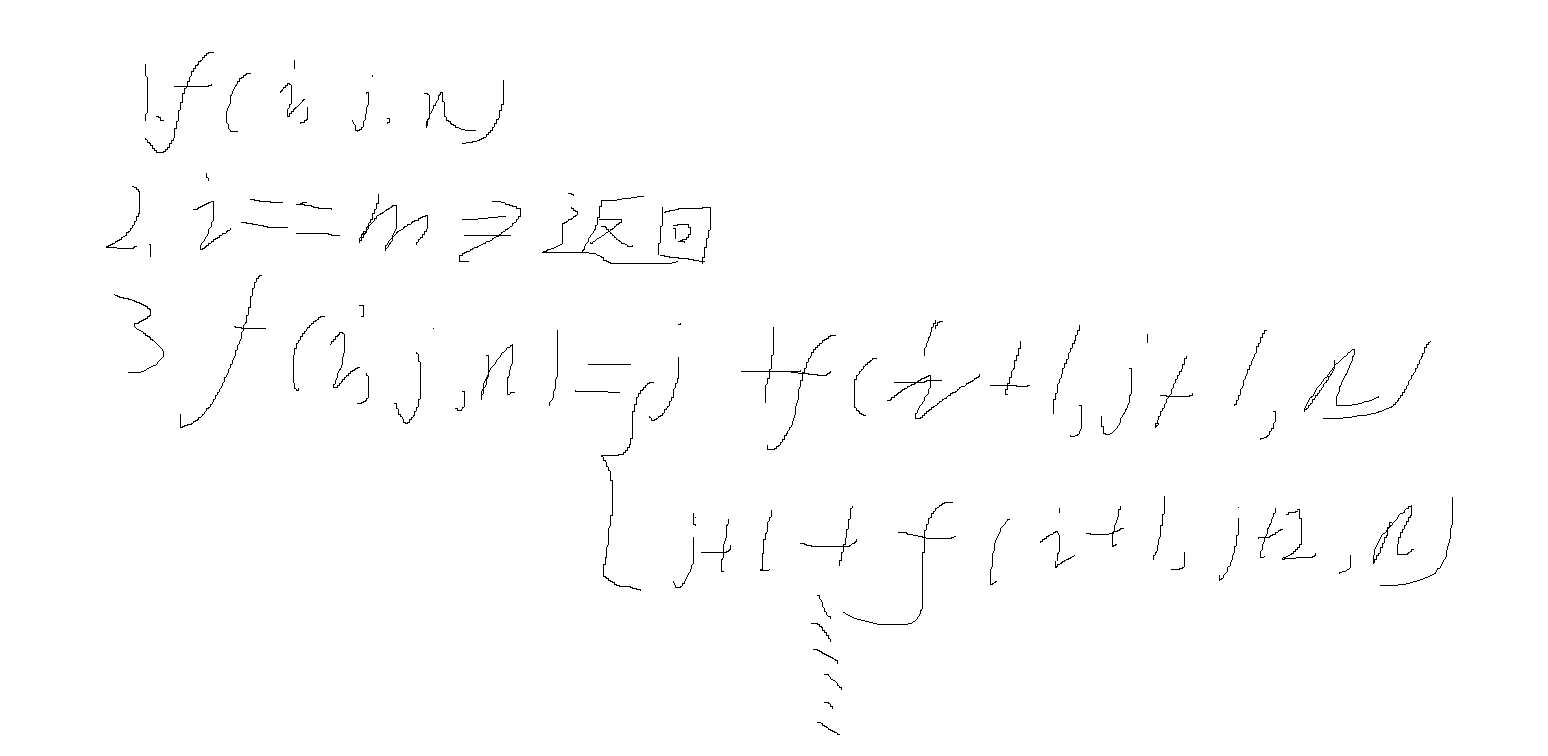 1.f(i,j,n)
2.i==m⇒返回
3 f(i,j,n)=j+f(i+1,j+1,n)
j+1+f(i+1,j+2,n)